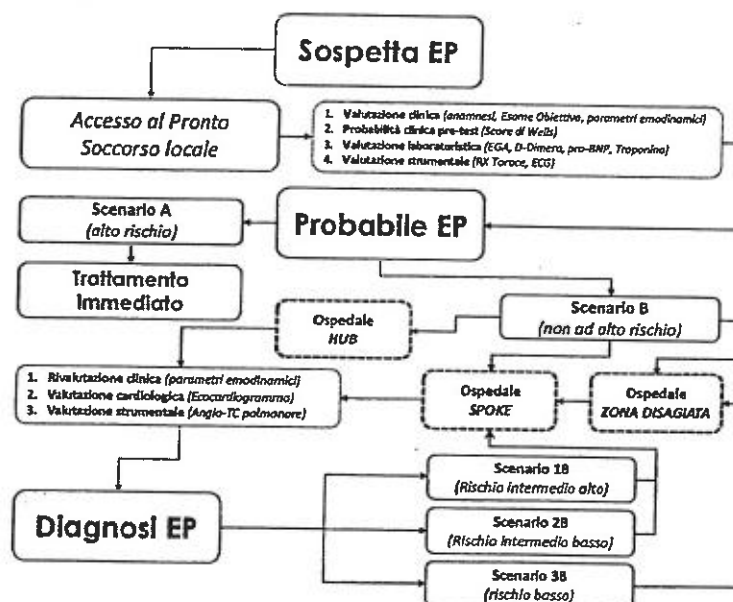 Sospetta EP
Accesso al Pronto
Soccorso locale
1. Valutazione clinica (anamnesi, Esame Obiettivo, parametri emodinamici)
2. Probabilità clinica pre-test (Score di Wells)
3. Valutazione laboratoristica (EGA, D-Dimero, pro-BNP, Troponina)
4. Valutazione strumentale (RX Torace, ECG)
Scenario A
(alto rischio)
Probabile EP
Trattamento
Immediato
Ospedale
HUB
Scenario B
(non ad alto rischio)
1. Rivalutazione clinica (parametri emodinamici)
2. Valutazione cardiologica (Ecocardiogramma)
3. Valutazione strumentale (Angio-TC polmonare)
Ospedale
SPOKE
Ospedale
ZONA DISAGIATA
Diagnosi EP
Scenario 1B
(Rischio intermedio alto)
Scenario 2B
(Rischio intermedio basso)
Scenario 3B
(rischio basso)